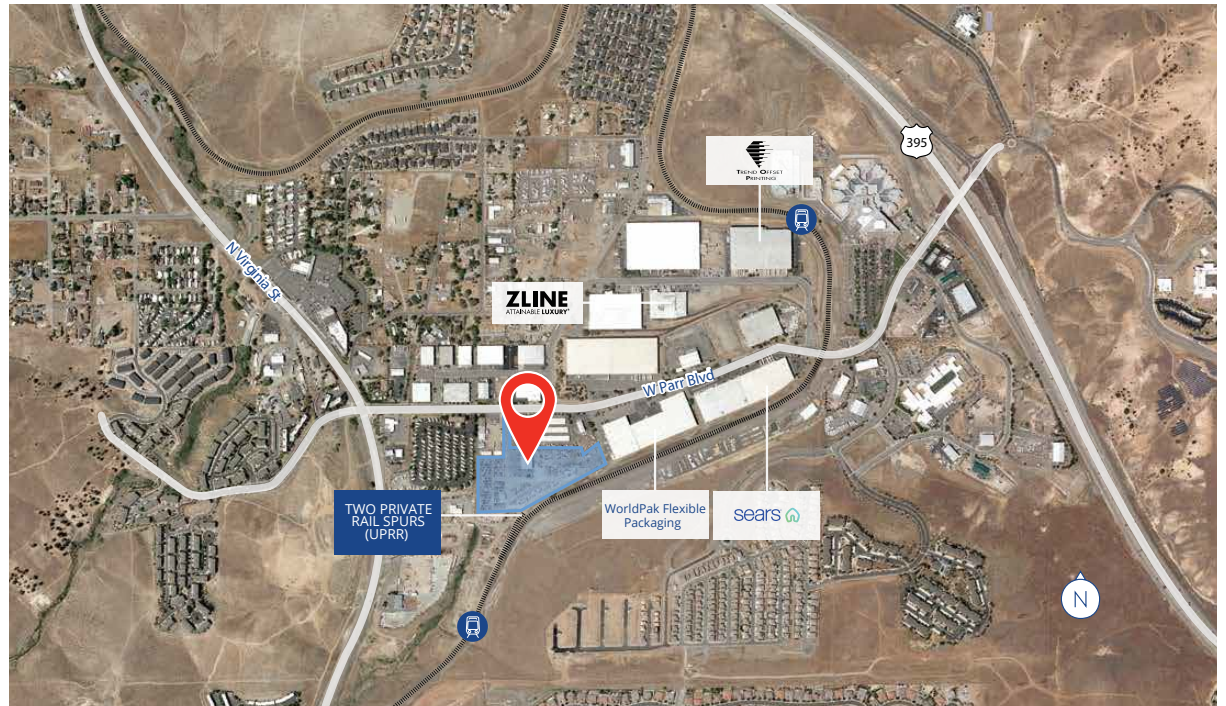 395
TREND OFFSET
PRINTING
N Virginia St.
ZLINE
ATTAINABLE LUXURY®
W Parr Blvd
TWO PRIVATE
RAIL SPURS
(UPRR)
WorldPak Flexible
Packaging
sears
N